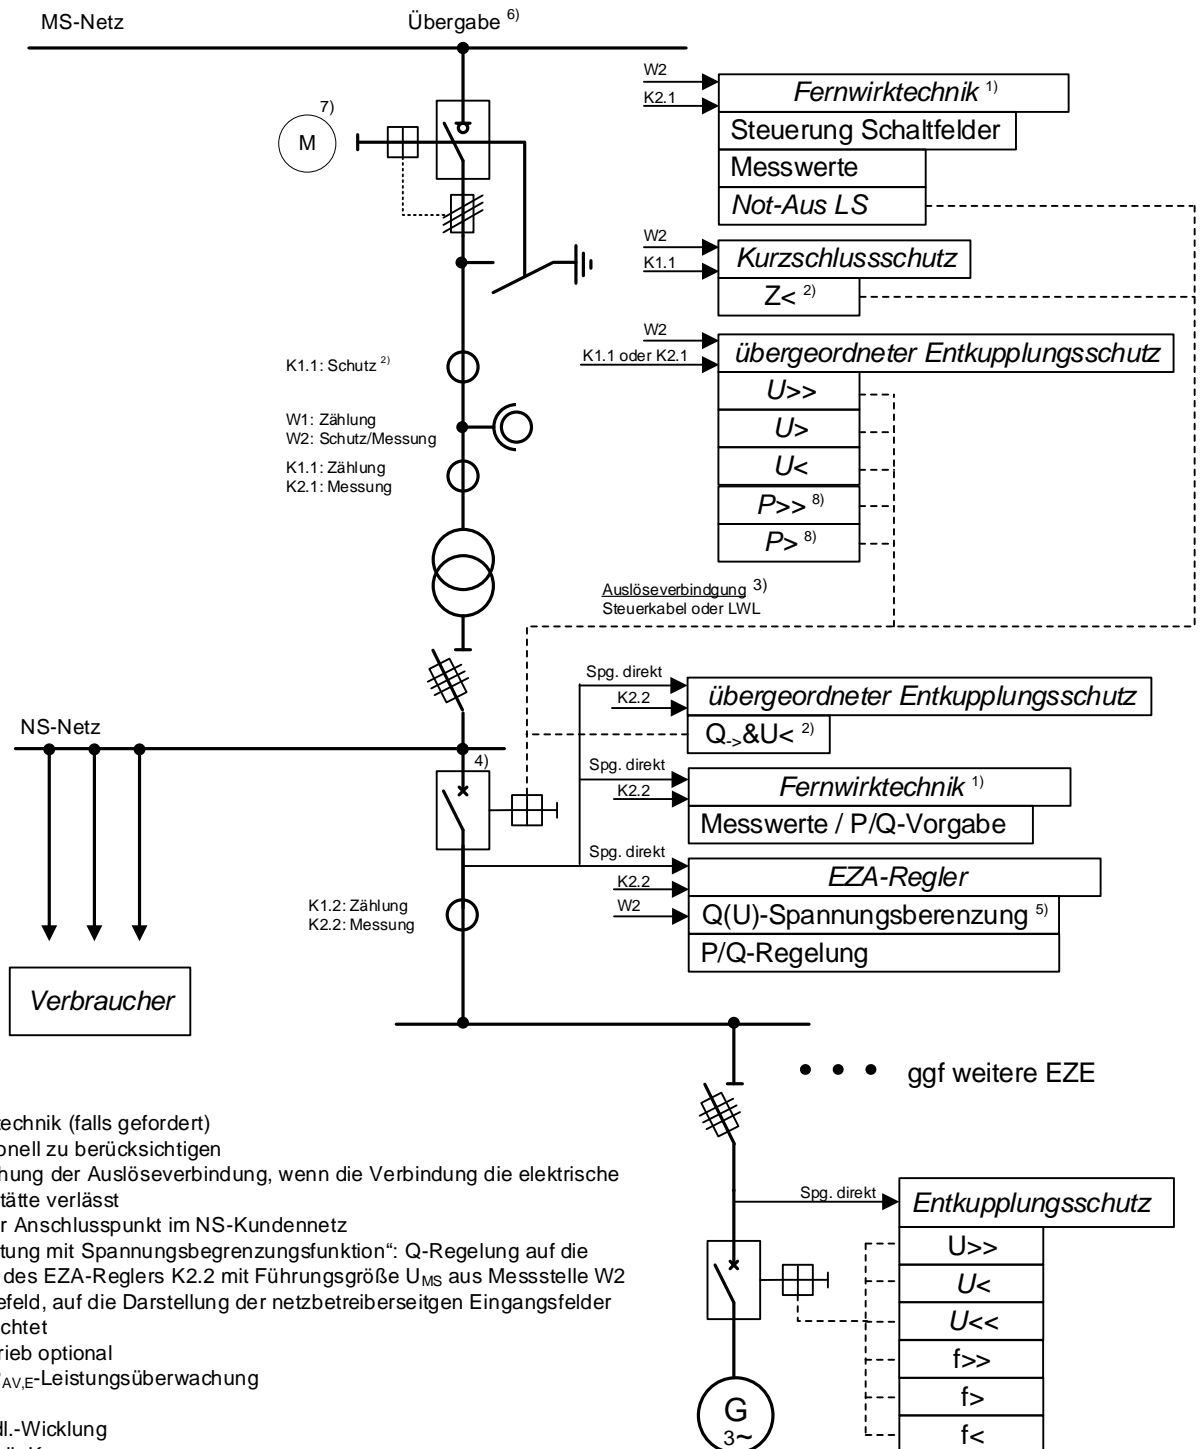 MS-Netz
Übergabe 6)
7)
M
W2
K2.1
Fernwirktechnik 1)
Steuerung Schaltfelder
Messwerte
Not-Aus LS
W2
K1.1
Kurzschlussschutz
Z< 2)
W2
K1.1 oder K2.1
übergeordneter Entkupplungsschutz
U>>
U>
U<
P>> 8)
P> 8)
K1.1: Schutz 2)
W1: Zählung
W2: Schutz/Messung
K1.1: Zählung
K2.1: Messung
Auslöseverbindgung 3)
Steuerkabel oder LWL
Spg. direkt
K2.2
übergeordneter Entkupplungsschutz
Q->&U< 2)
NS-Netz
4)
Spg. direkt
K2.2
Fernwirktechnik 1)
Messwerte / P/Q-Vorgabe
Spg. direkt
K2.2
W2
EZA-Regler
Q(U)-Spannungsberenzung 5)
P/Q-Regelung
K1.2: Zählung
K2.2: Messung
Verbraucher
ggf weitere EZE
technik (falls gefordert)
onell zu berücksichtigen
hung der Auslöseverbindung, wenn die Verbindung die elektrische
tätte verlässt
r Anschlusspunkt im NS-Kundennetz
tung mit Spannungsbegrenzungsfunktion“: Q-Regelung auf die
des EZA-Reglers K2.2 mit Führungsgröße UMS aus Messstelle W2
efeld, auf die Darstellung der netzbetreiberseitgen Eingangsfelder
chtet
rieb optional
AV,E-Leistungsüberwachung
dl.-Wicklung
Spg. direkt
Entkupplungsschutz
U>>
U<
U<<
f>>
f>
f<
G
3~